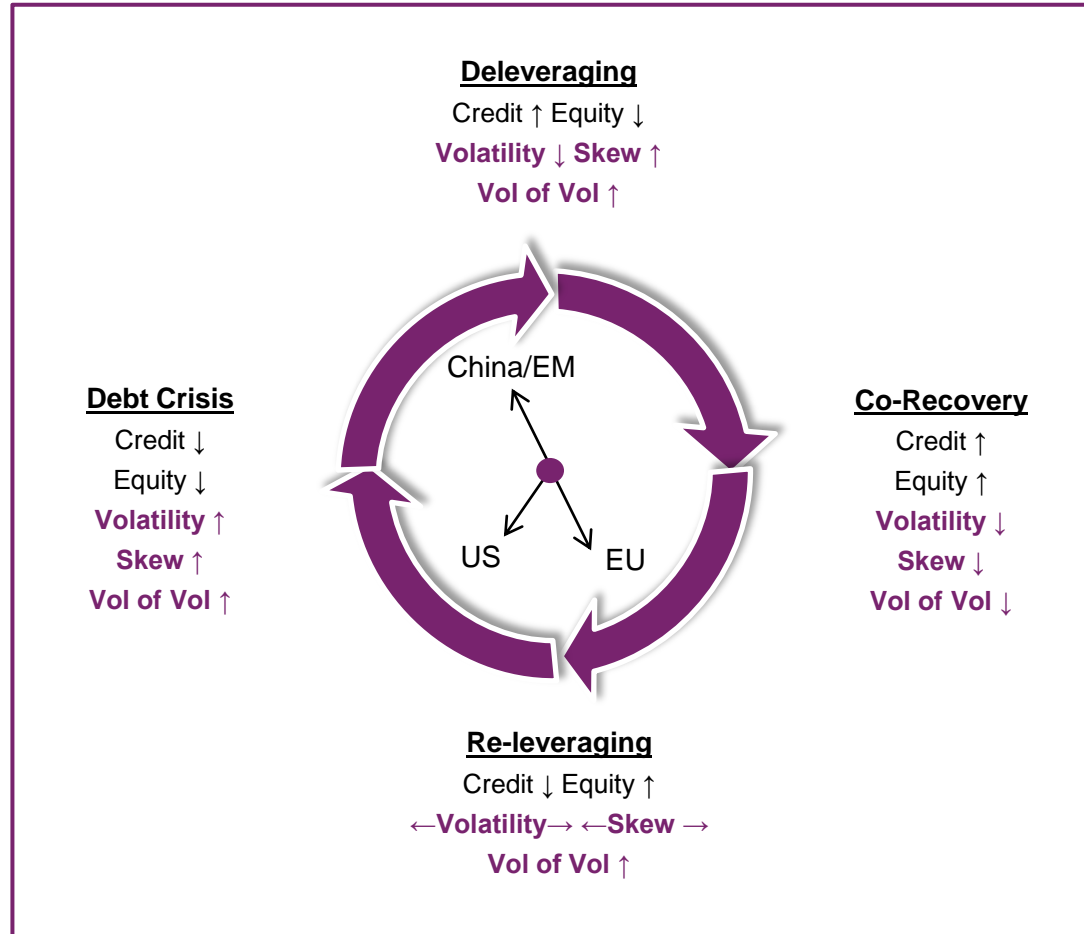 Deleveraging
Credit ↑ Equity ↓
Volatility ↓ Skew ↑
Vol of Vol ↑
China/EM
US
EU
Debt Crisis
Credit ↓
Equity ↓
Volatility ↑
Skew ↑
Vol of Vol ↑
Co-Recovery
Credit ↑
Equity ↑
Volatility ↓
Skew ↓
Vol of Vol ↓
Re-leveraging
Credit ↓ Equity ↑
←Volatility→ ←Skew →
Vol of Vol ↑